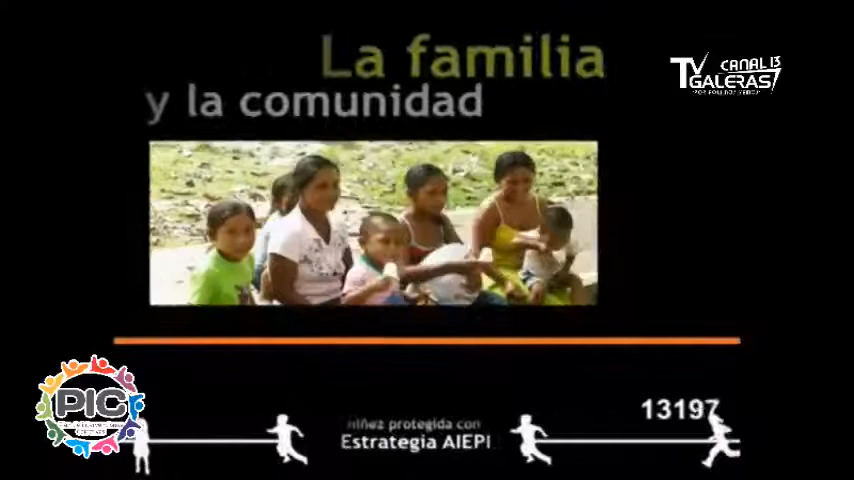 La familia
y la comunidad
TV
CANAL 13
GALERAS
PIC
niñez protegida con
Estrategia AIEPI
13197